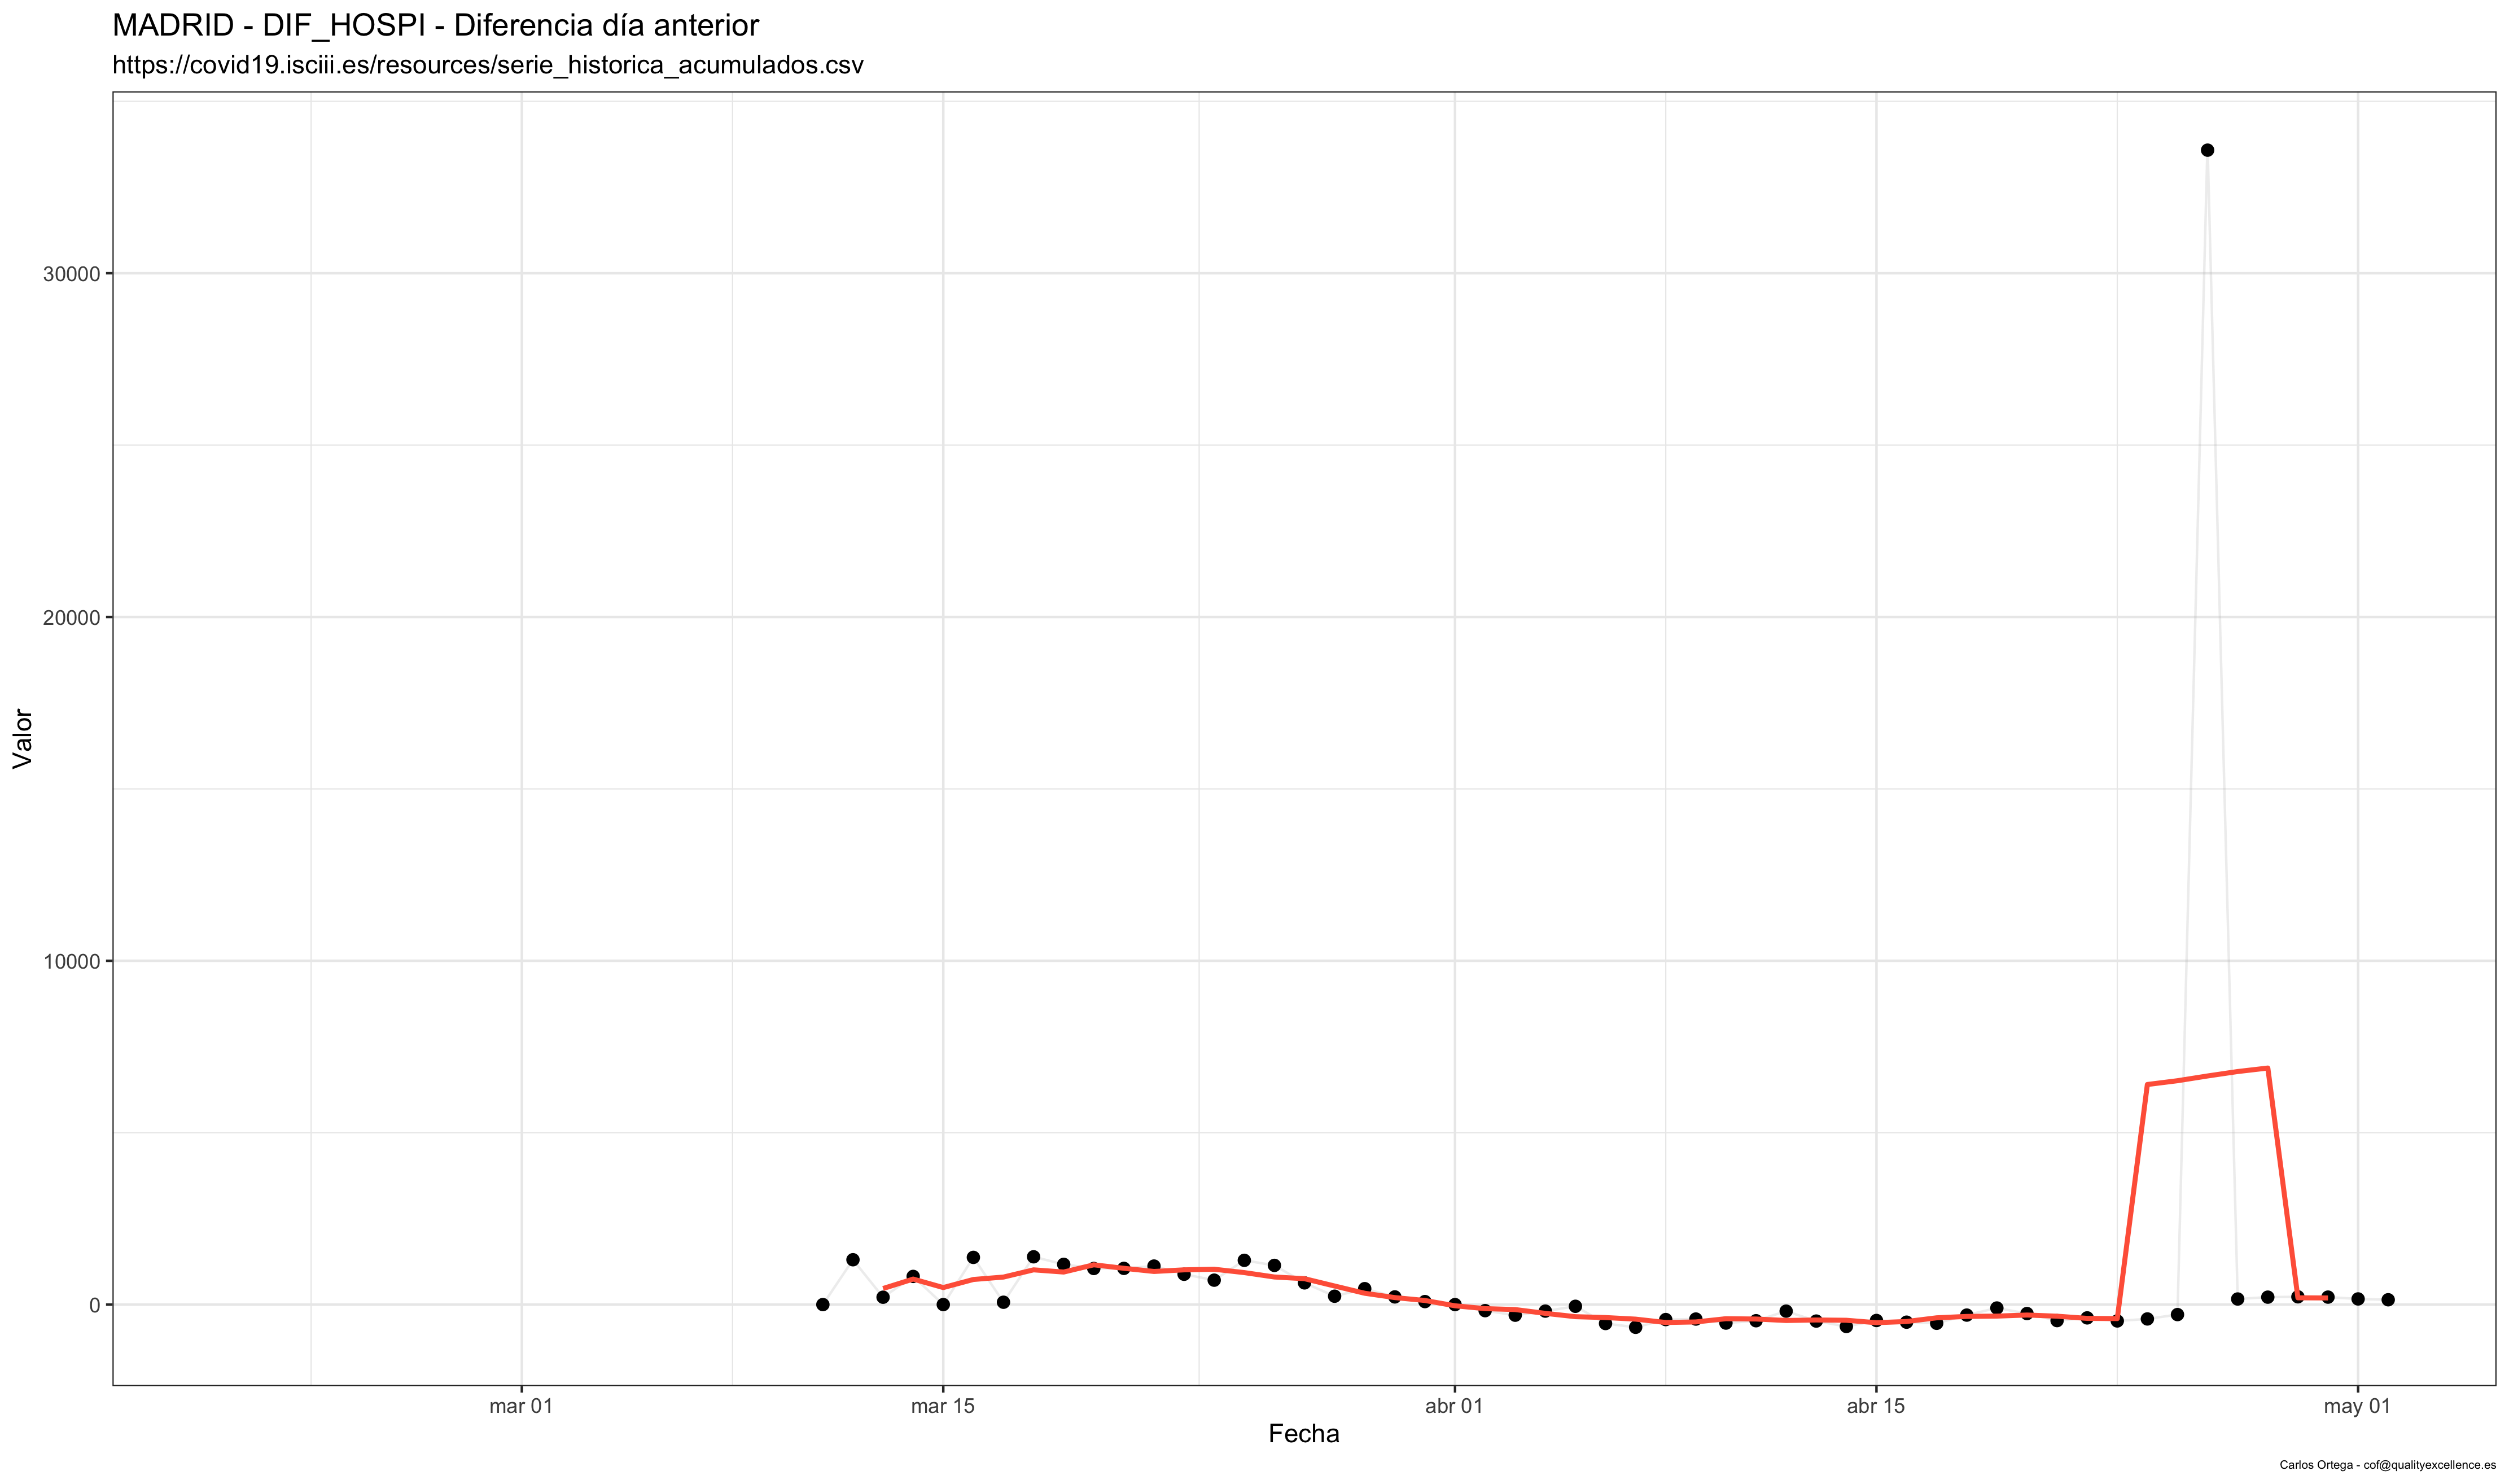 MADRID - DIF_HOSPI - Diferencia día anterior
https://covid19.isciii.es/resources/serie_historica_acumulados.csv
30000
20000
10000
0
Valor
mar 01
mar 15
abr 01
abr 15
may 01
Fecha
Carlos Ortega - cof@qualityexcellence.es